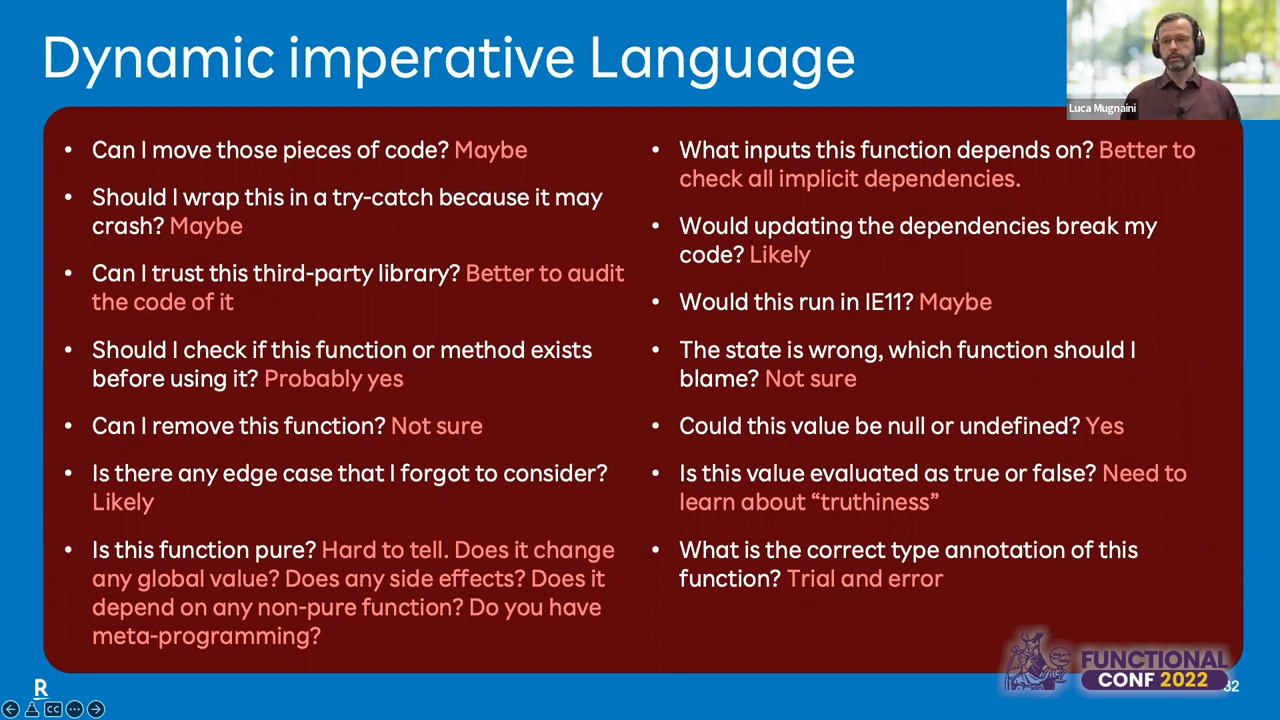 Dynamic imperative Language
Luca Mugnaini
• Can I move those pieces of code? Maybe
• Should I wrap this in a try-catch because it may
crash? Maybe
• Can I trust this third-party library? Better to audit
the code of it
• Should I check if this function or method exists
before using it? Probably yes
• Can I remove this function? Not sure
• Is there any edge case that I forgot to consider?
Likely
• Is this function pure? Hard to tell. Does it change
any global value? Does any side effects? Does it
depend on any non-pure function? Do you have
meta-programming?
• What inputs this function depends on? Better to
check all implicit dependencies.
• Would updating the dependencies break my
code? Likely
• Would this run in IE11? Maybe
• The state is wrong, which function should I
blame? Not sure
• Could this value be null or undefined? Yes
• Is this value evaluated as true or false? Need to
learn about “truthiness”
• What is the correct type annotation of this
function? Trial and error
FUNCTIONAL
CONF 2022
32
R
CC